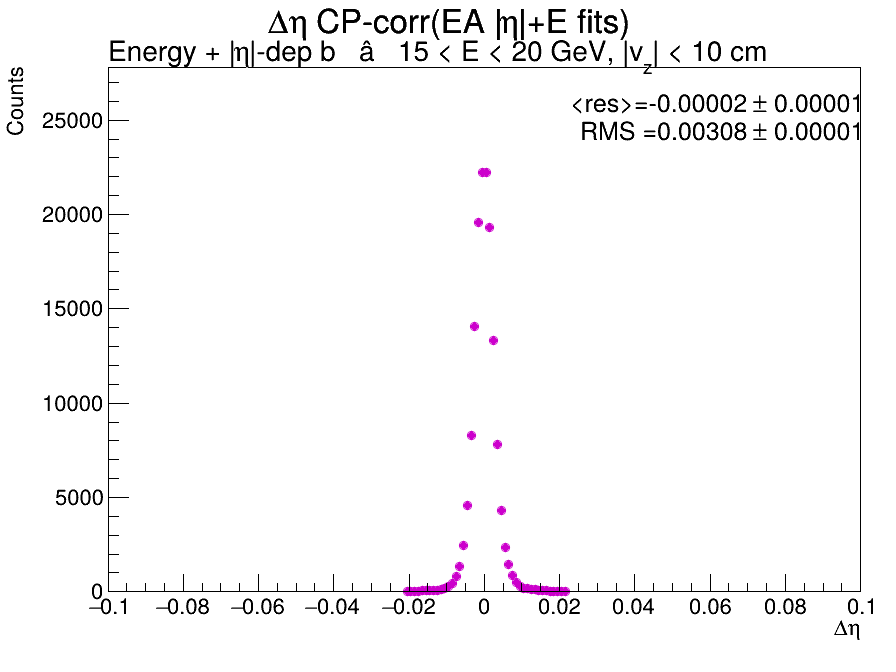 Δη CP-corr(EA |η|+E fits)
Energy + |η|-dep b â 15 < E < 20 GeV, |v_z| < 10 cm
<res>=-0.00002 ± 0.00001
RMS =0.00308 ± 0.00001
Counts
25000
20000
15000
10000
5000
0
−0.1 −0.08 −0.06 −0.04 −0.02 0 0.02 0.04 0.06 0.08 0.1
Δη